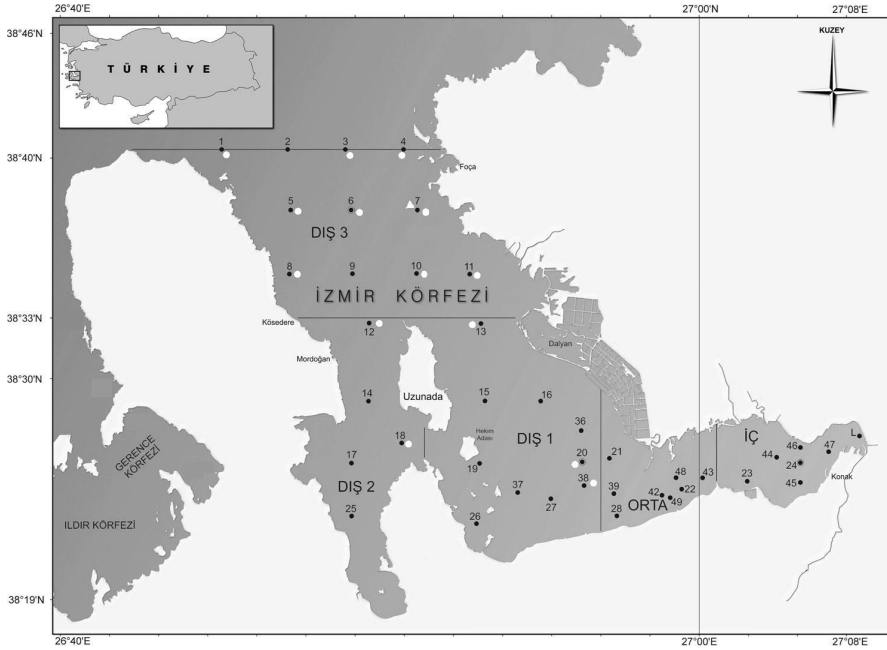 26°40'E
27°00'N
27°08'E
38°46'N
KUZEY
TÜRKİYE
1 2 3 4
38°40'N
Foça
5 6 7
DIŞ 3
8 9 10 11
İZMİR KÖRFEZİ
38°33'N
Kösedere
12 13
Dalyan
Mordoğan
38°30'N
Uzunada
14 15 16
Hekim
Adası
DIŞ 1
36
İÇ
46 47 L
18
20 21
44
GERENCE
KÖRFEZİ
17
19
24
Konak
DIŞ 2
37 38 39
48 43 23 45
42 22
49
ORTA
27
28
25
26
ILDIR KÖRFEZİ
38°19'N
26°40'E
27°00'N
27°08'E